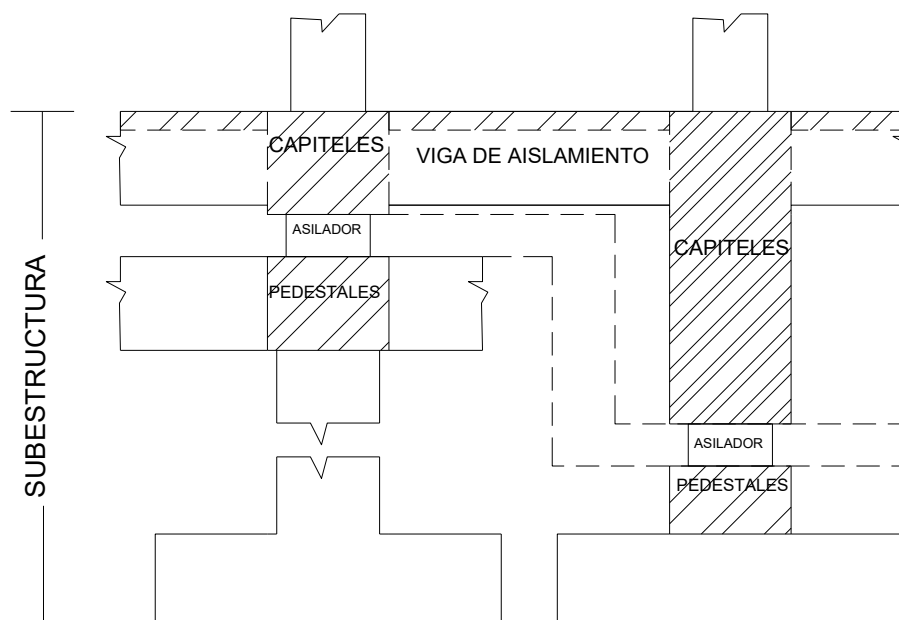 CAPITELES
VIGA DE AISLAMIENTO
ASILADOR
CAPITELES
PEDESTALES
SUBESTRUCTURA
ASILADOR
PEDESTALES